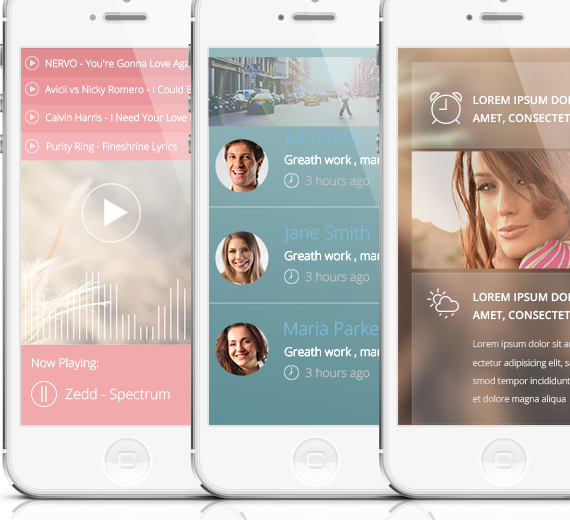 NERVO - You're Gonna Love Aga
Avicii vs Nicky Romero - I Could B
Calvin Harris - I Need Your Love
Purity Ring - Fineshrine Lyrics
Now Playing:
Zedd - Spectrum
John Do
Greath work , mar
3 hours ago
Jane Smith
Greath work , mar
3 hours ago
Maria Parke
Greath work , mar
3 hours ago
LOREM IPSUM DO
AMET, CONSECTET
LOREM IPSUM DO
AMET, CONSECTET
Lorem ipsum dolor sit a
ectetur adipisicing elit, s
smod tempor incididunt
et dolore magna aliqua